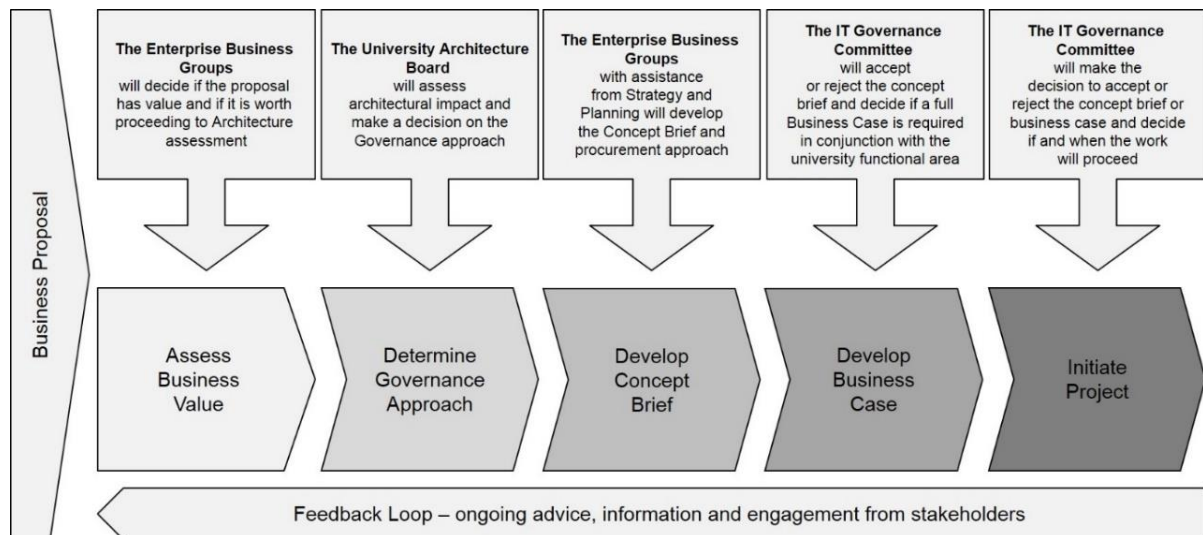 Business Proposal
The Enterprise Business
Groups
will decide if the proposal
has value and if it is worth
proceeding to Architecture
assessment
The University Architecture
Board
will assess
architectural impact and
make a decision on the
Governance approach
The Enterprise Business
Groups
with assistance
from Strategy and
Planning will develop
the Concept Brief and
procurement approach
The IT Governance
Committee
will accept
or reject the concept
brief and decide if a full
Business Case is required
in conjunction with the
university functional area
The IT Governance
Committee
will make the
decision to accept or
reject the concept brief or
business case and decide
if and when the work
will proceed
Assess
Business
Value
Determine
Governance
Approach
Develop
Concept
Brief
Develop
Business
Case
Initiate
Project
Feedback Loop – ongoing advice, information and engagement from stakeholders